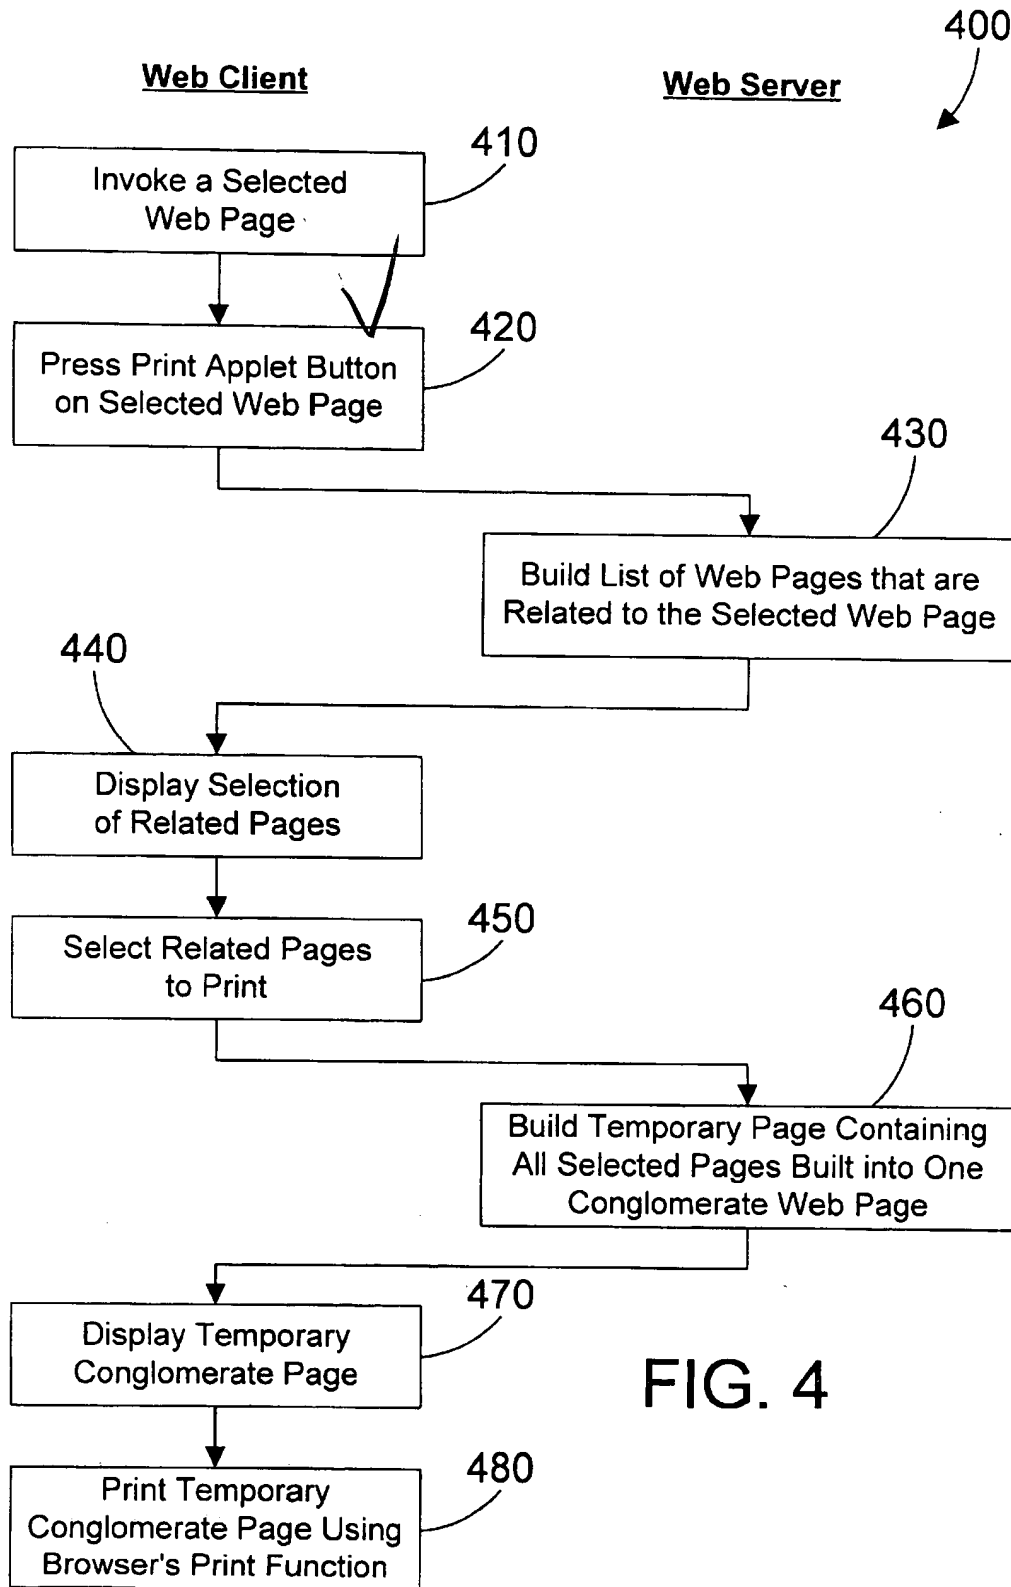 400
Web Client
Web Server
410
Invoke a Selected
Web Page
420
Press Print Applet Button
on Selected Web Page
430
Build List of Web Pages that are
Related to the Selected Web Page
440
Display Selection
of Related Pages
450
Select Related Pages
to Print
460
Build Temporary Page Containing
All Selected Pages Built into One
Conglomerate Web Page
470
Display Temporary
Conglomerate Page
FIG. 4
480
Print Temporary
Conglomerate Page Using
Browser's Print Function